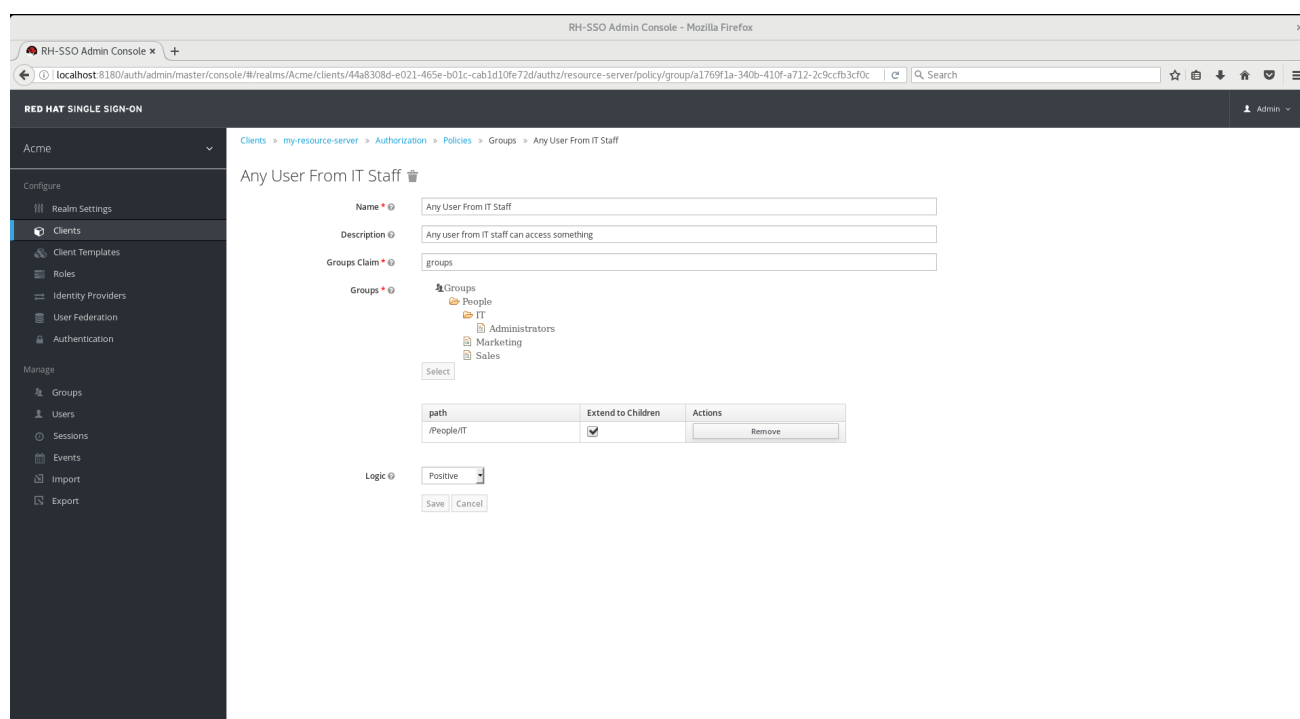 RH-SSO Admin Console - Mozilla Firefox
RH-SSO Admin Console × +
localhost:8180/auth/admin/master/console/#/realms/Acme/clients/44a8308d-e021-465e-b01c-cab1d10fe72d/authz/resource-server/policy/group/a1769f1a-340b-410f-a712-2c9ccfb3cf0c Search
RED HAT SINGLE SIGN-ON Admin
Acme
Configure
Realm Settings
Clients
Client Templates
Roles
Identity Providers
User Federation
Authentication
Manage
Groups
Users
Sessions
Events
Import
Export
Clients » my-resource-server » Authorization » Policies » Groups » Any User From IT Staff
Any User From IT Staff
Name * Any User From IT Staff
Description Any user from IT staff can access something
Groups Claim * groups
Groups * Groups
People
IT
Administrators
Marketing
Sales
Select
path Extend to Children Actions
/People/IT Remove
Logic Positive
Save Cancel